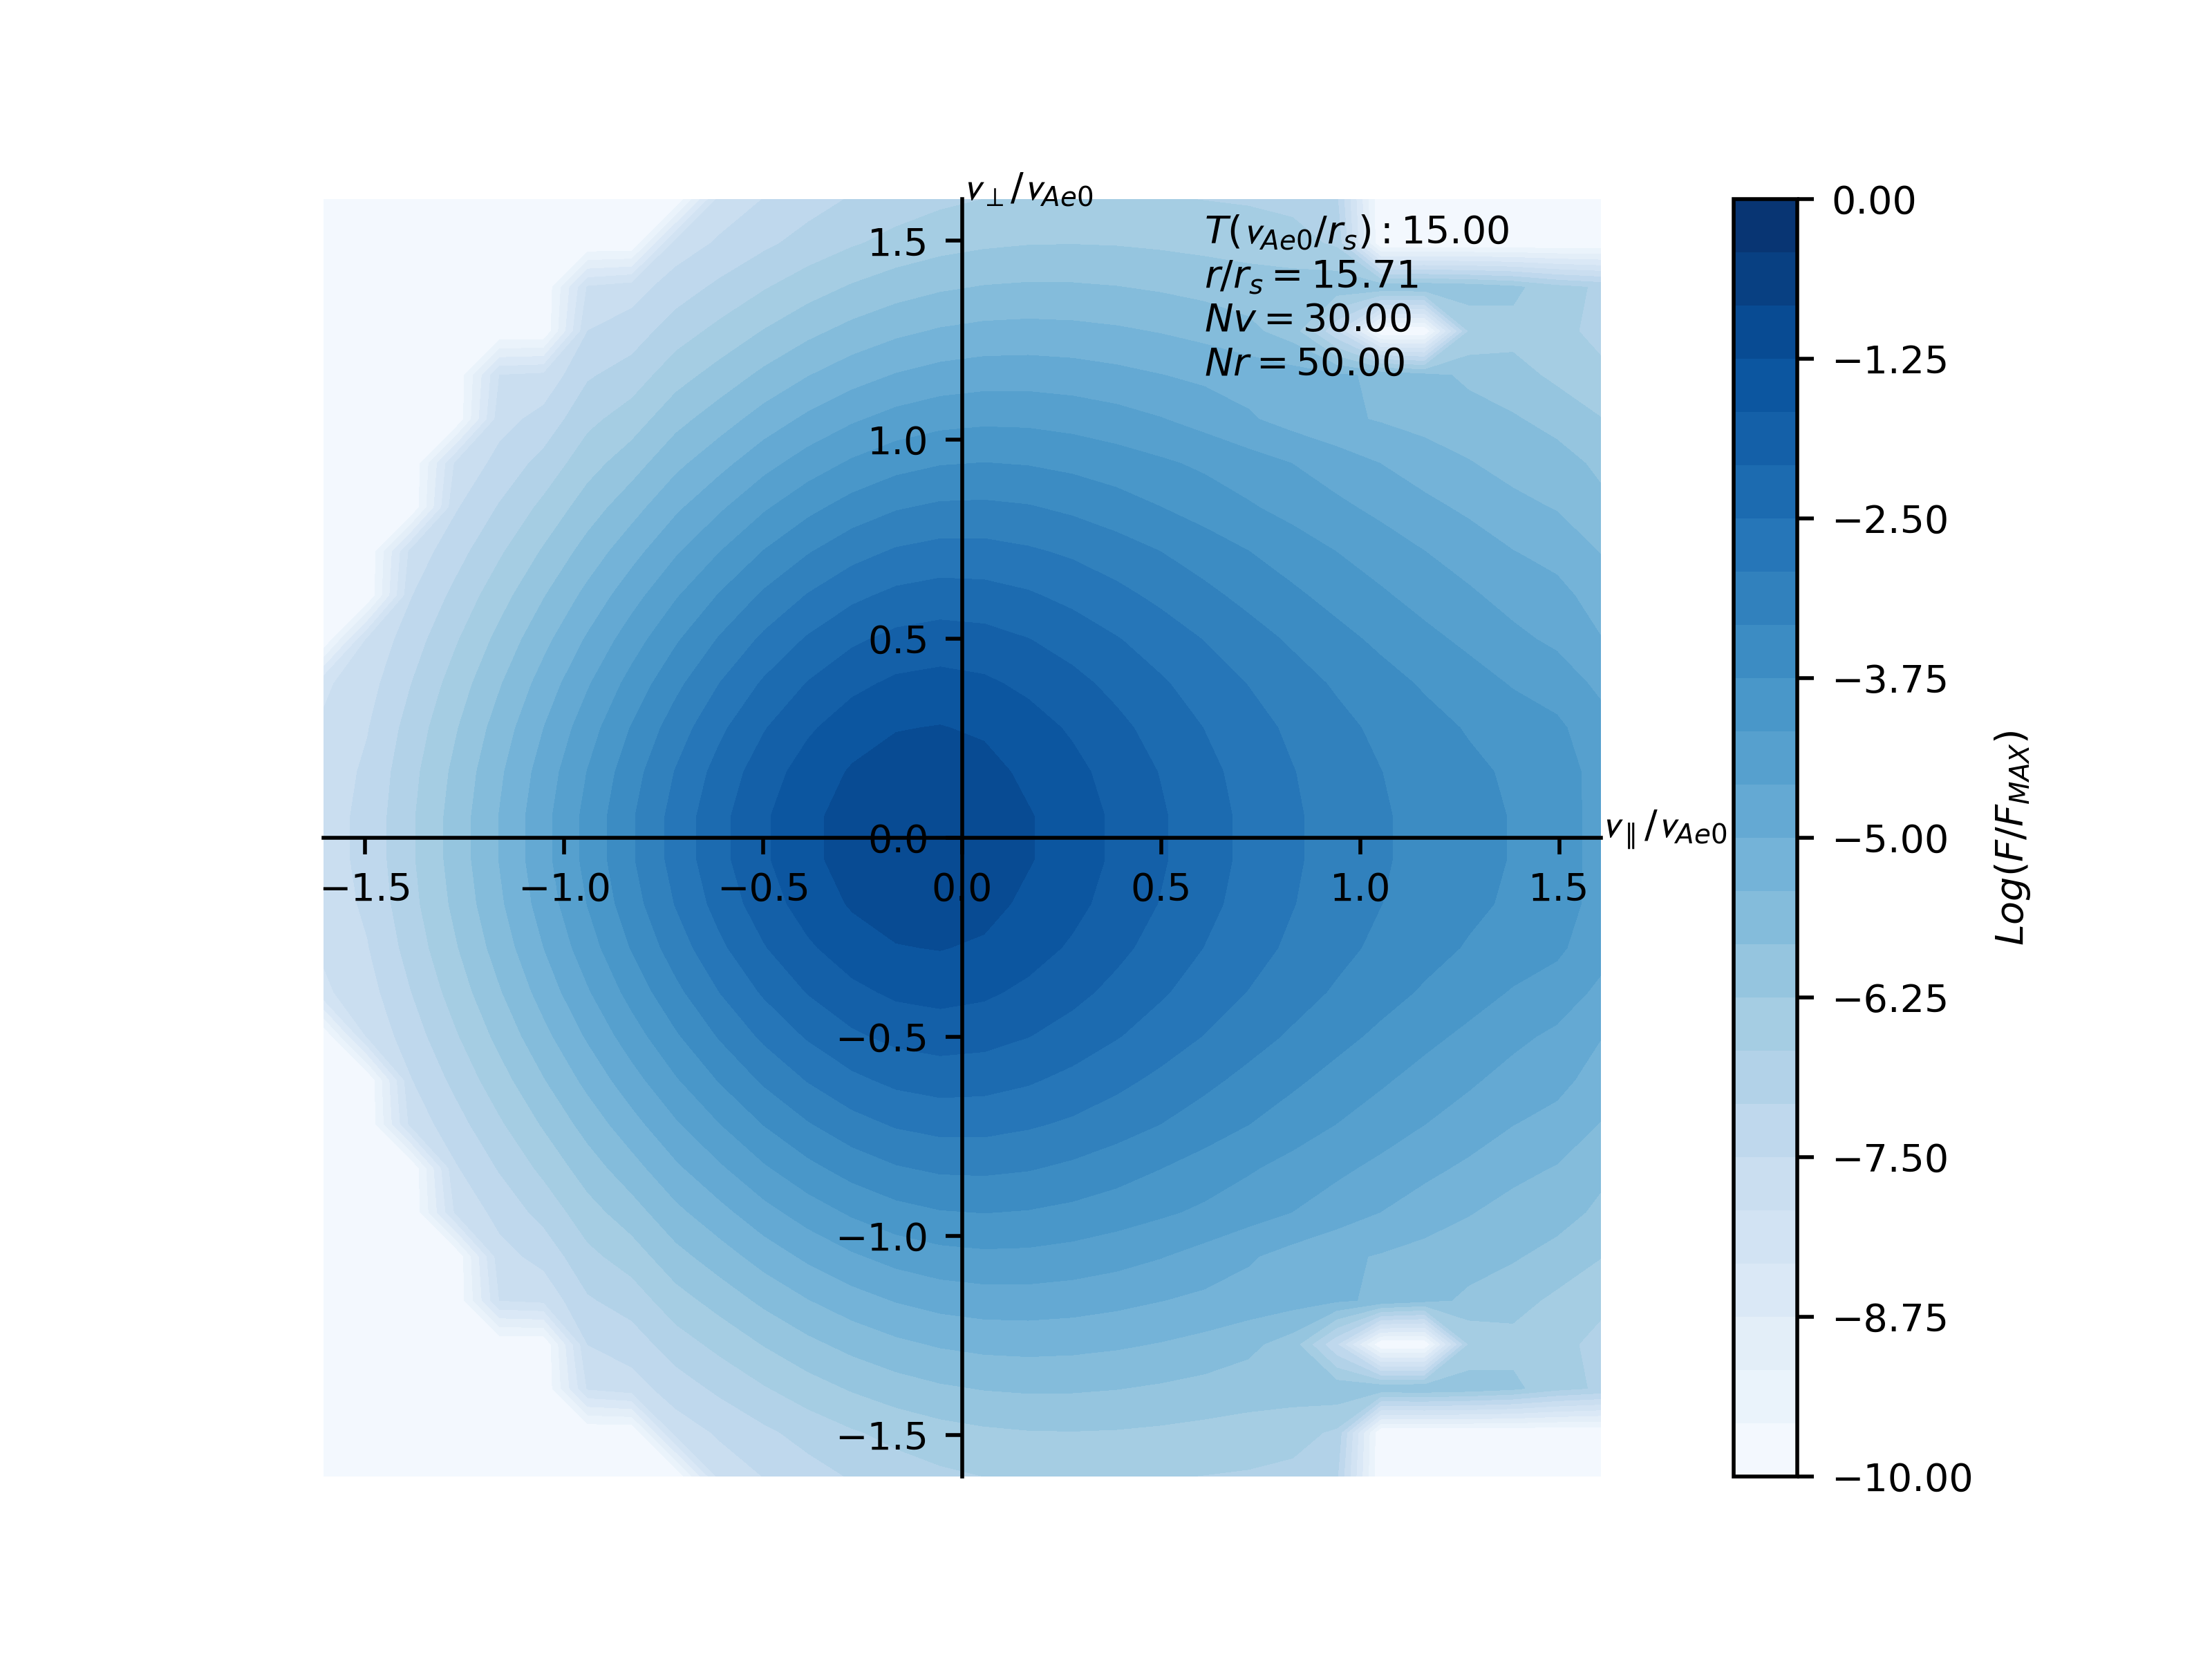 v⊥/vAe0
T(vAe0/rs) : 15.00
r/rs = 15.71
Nv = 30.00
Nr = 50.00
1.5
1.0
0.5
0.0
−0.5
−1.0
−1.5
−1.5 −1.0 −0.5 0.0 0.5 1.0 1.5
v∥/vAe0
0.00
−1.25
−2.50
−3.75
−5.00
−6.25
−7.50
−8.75
−10.00
Log(F/FMAX)